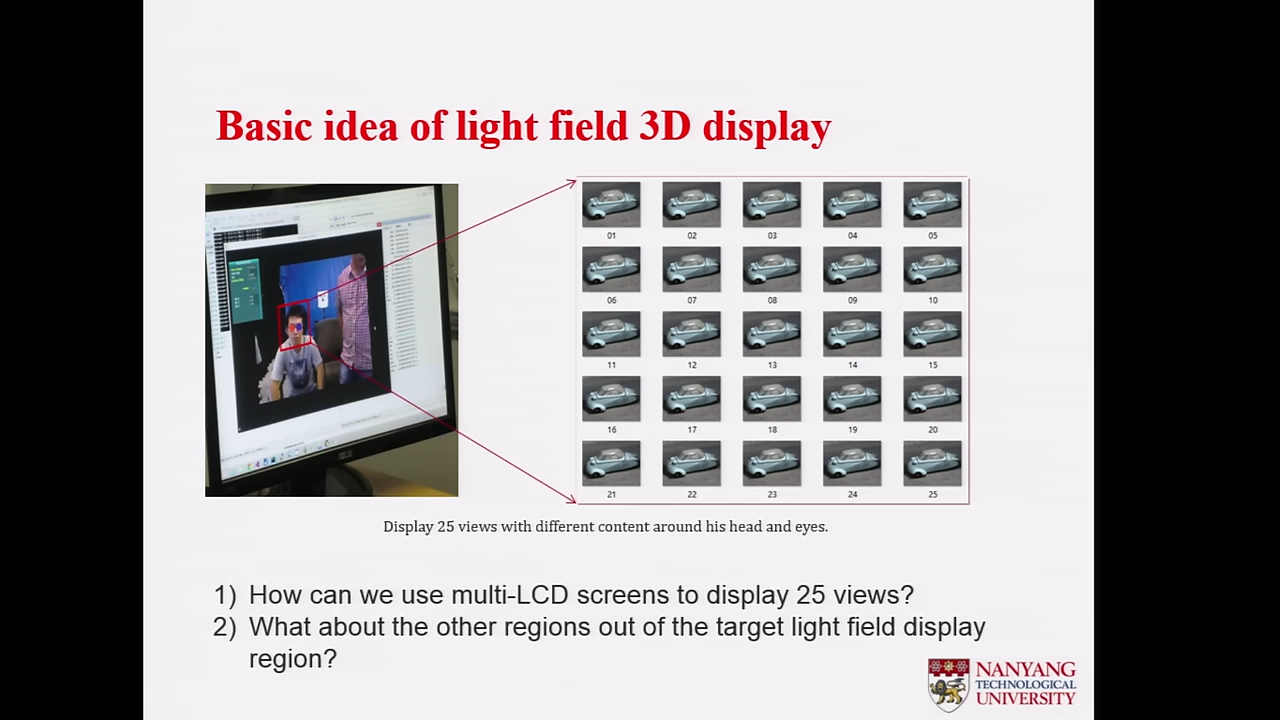 Basic idea of light field 3D display
01 02 03 04 05
06 07 08 09 10
11 12 13 14 15
16 17 18 19 20
21 22 23 24 25
Display 25 views with different content around his head and eyes.
1) How can we use multi-LCD screens to display 25 views?
2) What about the other regions out of the target light field display
region?
NANYANG
TECHNOLOGICAL
UNIVERSITY